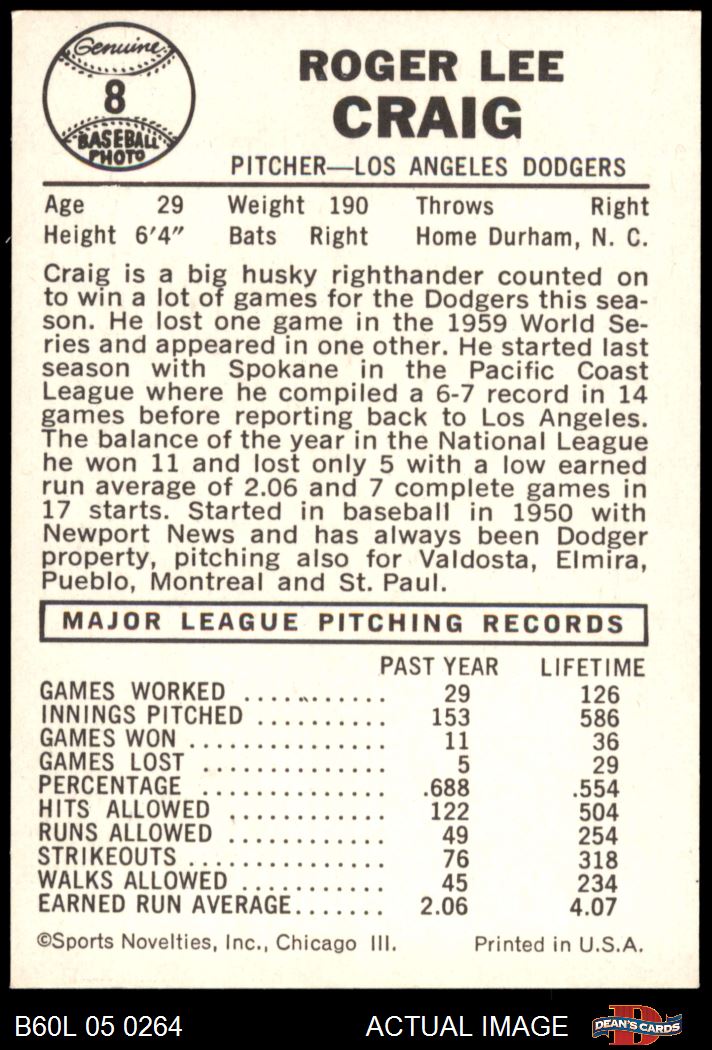 Genuine
8
BASEBALL
PHOTO
ROGER LEE
CRAIG
PITCHER—LOS ANGELES DODGERS
Age 29 Weight 190 Throws Right
Height 6'4" Bats Right Home Durham, N. C.
Craig is a big husky righthander counted on
to win a lot of games for the Dodgers this sea-
son. He lost one game in the 1959 World Se-
ries and appeared in one other. He started last
season with Spokane in the Pacific Coast
League where he compiled a 6-7 record in 14
games before reporting back to Los Angeles.
The balance of the year in the National League
he won 11 and lost only 5 with a low earned
run average of 2.06 and 7 complete games in
17 starts. Started in baseball in 1950 with
Newport News and has always been Dodger
property, pitching also for Valdosta, Elmira,
Pueblo, Montreal and St. Paul.
MAJOR LEAGUE PITCHING RECORDS
PAST YEAR LIFETIME
GAMES WORKED ............ 29 126
INNINGS PITCHED .......... 153 586
GAMES WON ............... 11 36
GAMES LOST .............. 5 29
PERCENTAGE .............. .688 .554
HITS ALLOWED ............ 122 504
RUNS ALLOWED ............ 49 254
STRIKEOUTS ............... 76 318
WALKS ALLOWED ........... 45 234
EARNED RUN AVERAGE....... 2.06 4.07
©Sports Novelties, Inc., Chicago Ill. Printed in U.S.A.
B60L 05 0264 ACTUAL IMAGE D DEAN'S CARDS